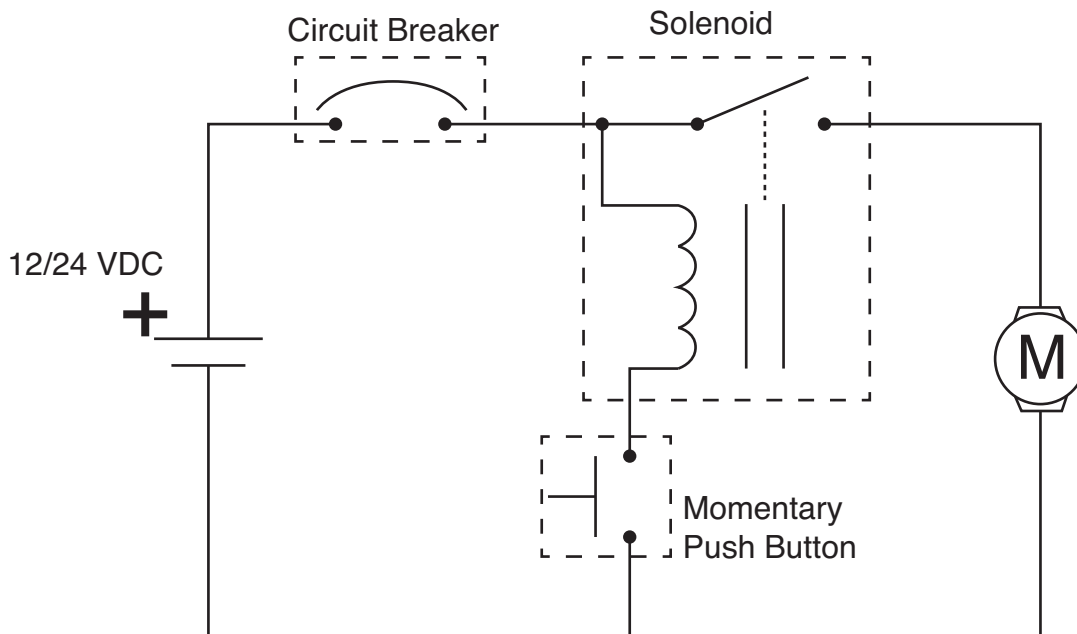 Circuit Breaker
Solenoid
12/24 VDC
+
M
Momentary
Push Button